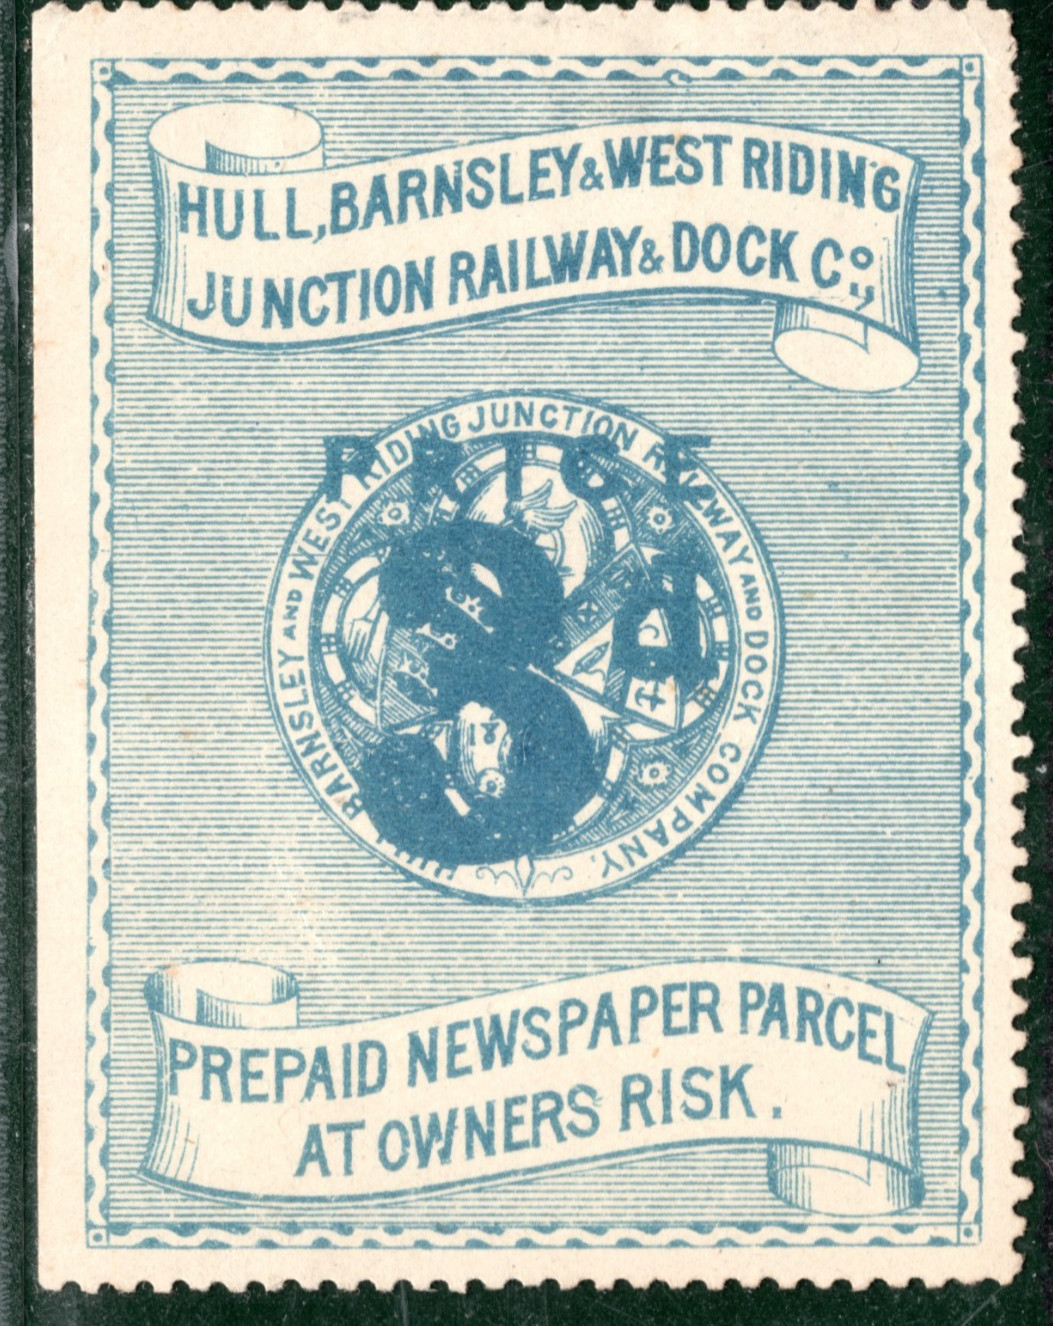 HULL, BARNSLEY & WEST RIDING
JUNCTION RAILWAY & DOCK Co.,
PRICE
3d
BARNSLEY AND WEST RIDING JUNCTION RAILWAY AND DOCK COMPANY.
PREPAID NEWSPAPER PARCEL
AT OWNERS RISK.